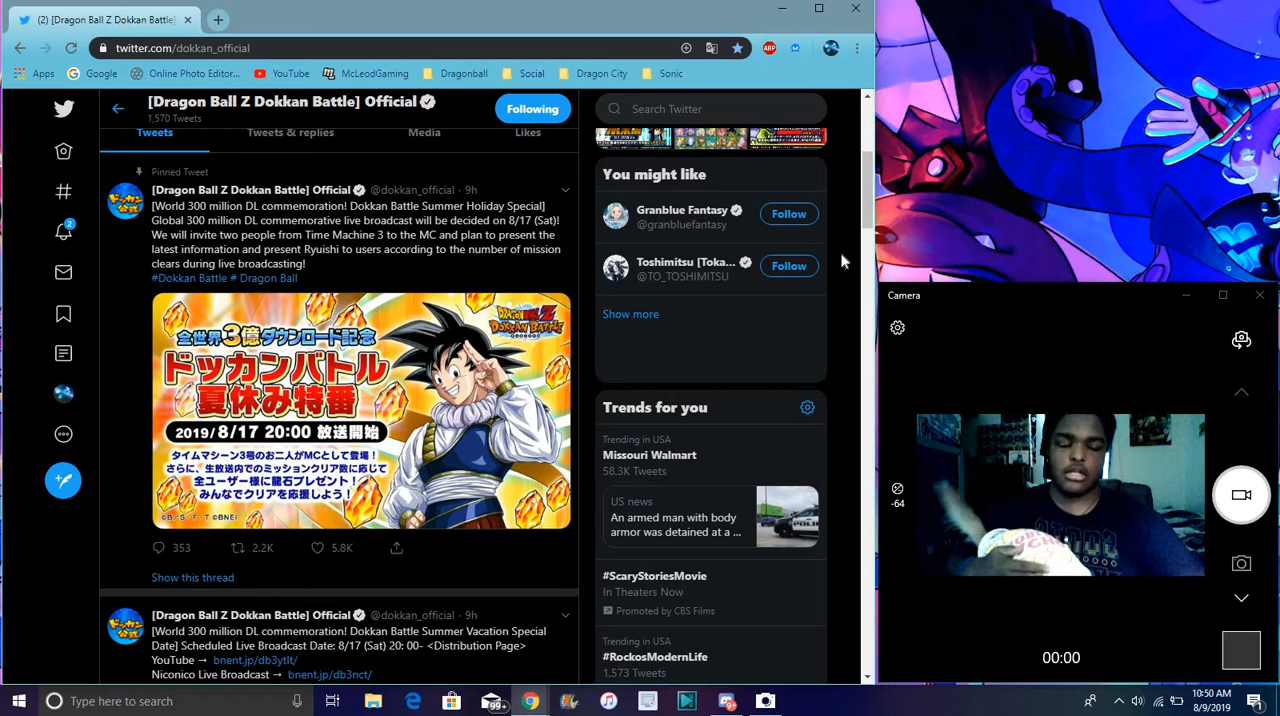 (2) [Dragon Ball Z Dokkan Battle]
twitter.com/dokkan_official
ABP
Apps
Google
Online Photo Editor...
YouTube
McLeodGaming
Dragonball
Social
Dragon City
Sonic
[Dragon Ball Z Dokkan Battle] Official
1,570 Tweets
Following
Search Twitter
Tweets
Tweets & replies
Media
Likes
Pinned Tweet
[Dragon Ball Z Dokkan Battle] Official @dokkan_official · 9h
[World 300 million DL commemoration! Dokkan Battle Summer Holiday Special]
Global 300 million DL commemorative live broadcast will be decided on 8/17 (Sat)!
We will invite two people from Time Machine 3 to the MC and plan to present the
latest information and present Ryuishi to users according to the number of mission
clears during live broadcasting!
#Dokkan Battle # Dragon Ball
DRAGON BALL Z
DOKKAN BATTLE
全世界3億ダウンロード記念
ドッカンバトル
夏休み特番
2019/8/17 20:00 放送開始
タイムマシーン3号のお二人がMCとして登場!
さらに、生放送内でのミッションクリア数に応じて
全ユーザー様に龍石プレゼント!
みんなでクリアを応援しよう!
©B/S・F・T ©BNEI
353
2.2K
5.8K
Show this thread
[Dragon Ball Z Dokkan Battle] Official @dokkan_official · 9h
[World 300 million DL commemoration! Dokkan Battle Summer Vacation Special
Date] Scheduled Live Broadcast Date: 8/17 (Sat) 20: 00- <Distribution Page>
YouTube → bnent.jp/db3ytlt/
Niconico Live Broadcast → bnent.jp/db3nct/
2
You might like
Granblue Fantasy
@granbluefantasy
Follow
Toshimitsu [Toka...
@TO_TOSHIMITSU
Follow
Show more
Trends for you
Trending in USA
Missouri Walmart
58.3K Tweets
US news
An armed man with body
armor was detained at a ...
#ScaryStoriesMovie
In Theaters Now
Promoted by CBS Films
Trending in USA
#RockosModernLife
1,573 Tweets
Camera
-64
00:00
Type here to search
99+
9+
10:50 AM
8/9/2019
1